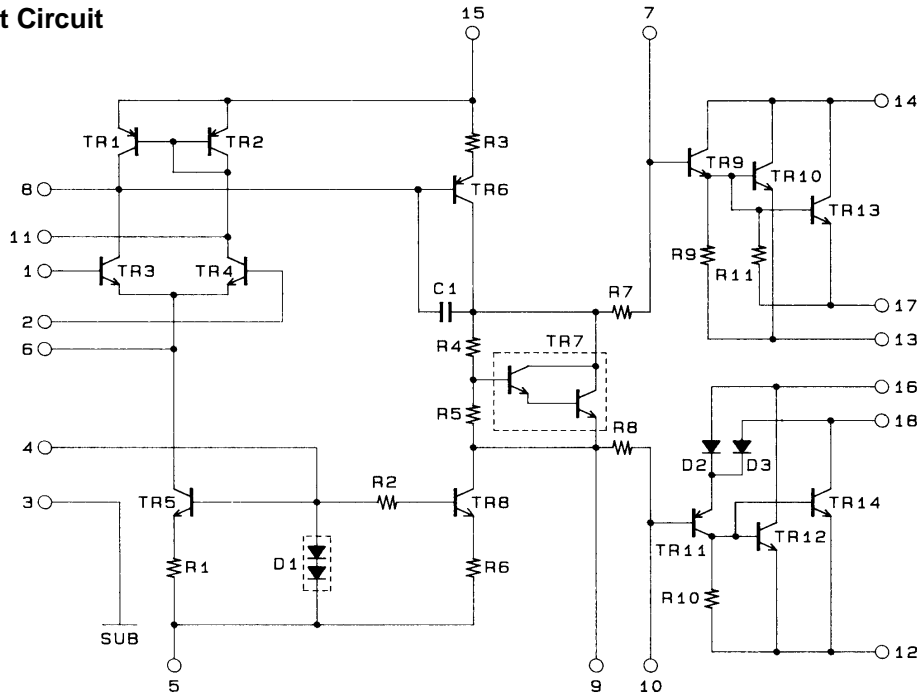 t Circuit
15
7
14
TR1
TR2
R3
TR9
TR10
TR6
8
TR13
11
R9
R11
1
TR3
TR4
C1
R7
17
2
TR7
13
6
R4
16
R5
R8
18
4
D2
D3
R2
3
TR5
TR8
TR14
TR11
TR12
R1
D1
R6
R10
SUB
12
5
9
10